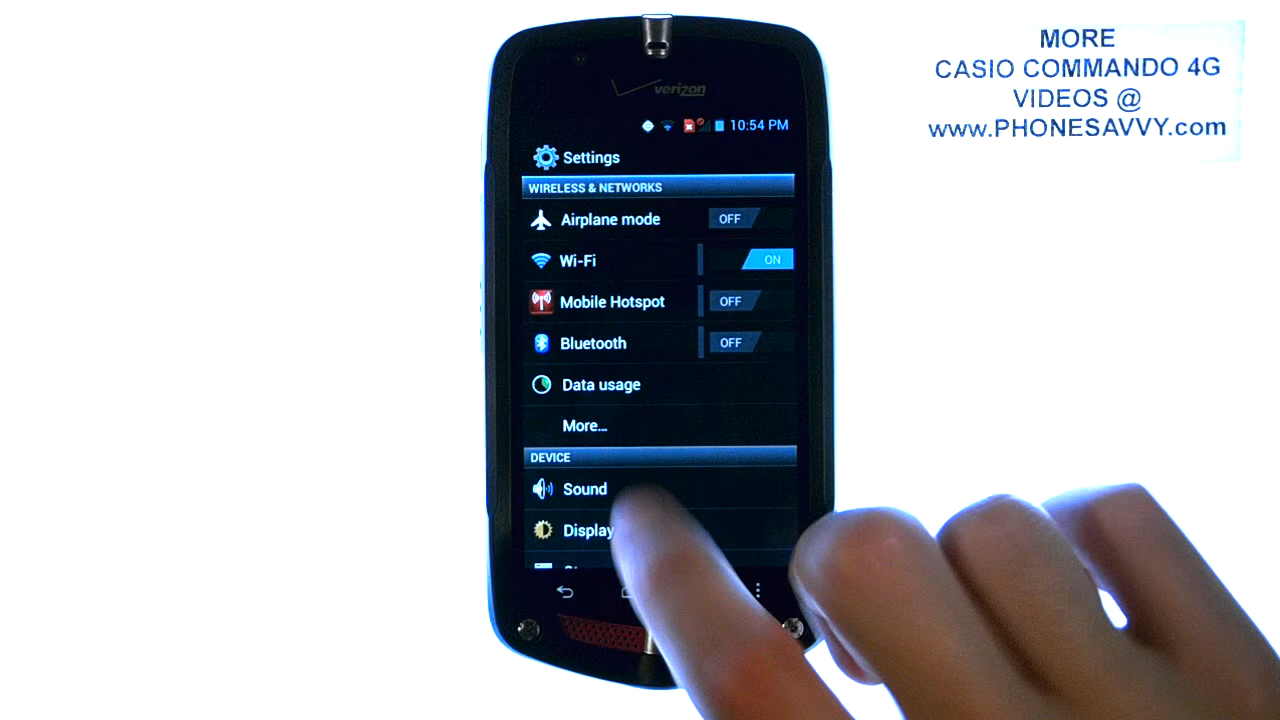 MORE
CASIO COMMANDO 4G
VIDEOS @
www.PHONESAVVY.com
verizon
10:54 PM
Settings
WIRELESS & NETWORKS
Airplane mode OFF
Wi-Fi ON
Mobile Hotspot OFF
Bluetooth OFF
Data usage
More...
DEVICE
Sound
Display